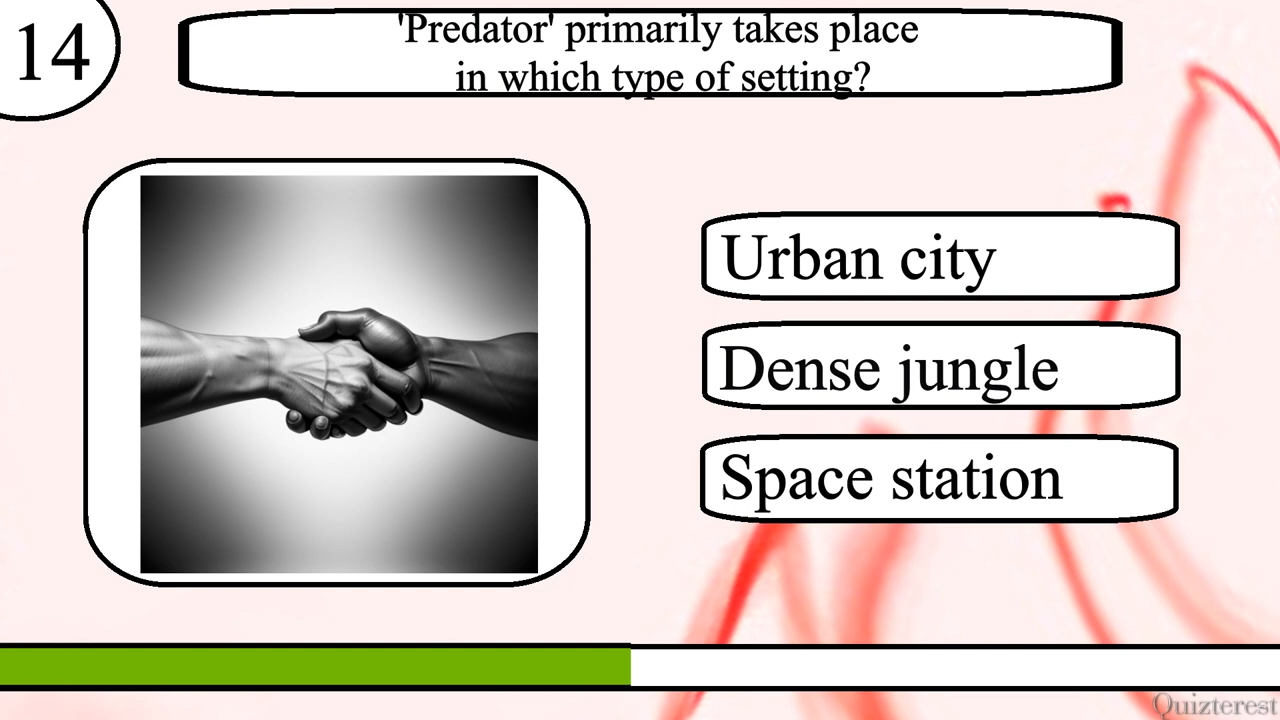 14
'Predator' primarily takes place
in which type of setting?
Urban city
Dense jungle
Space station
Quizterest